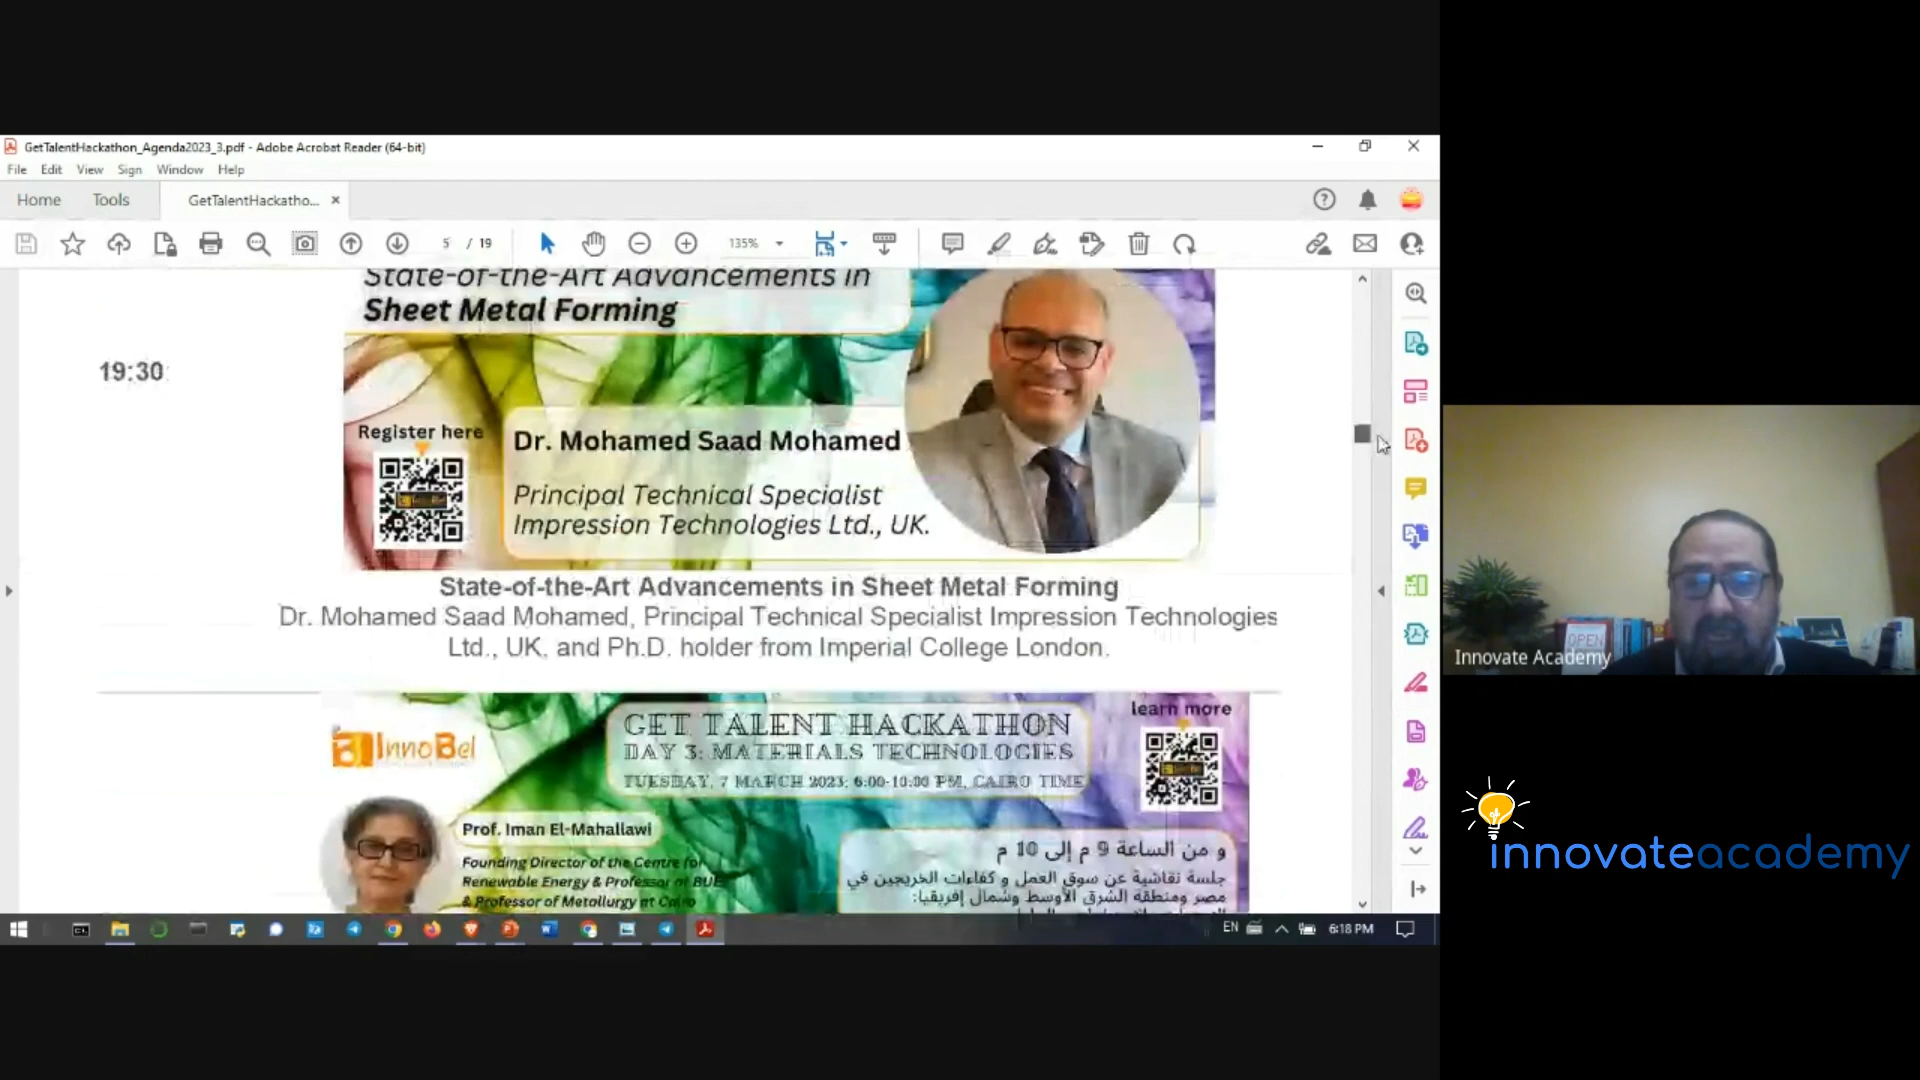 GetTalentHackathon_Agenda2023_3.pdf - Adobe Acrobat Reader (64-bit)
File Edit View Sign Window Help
Home Tools GetTalentHackatho...
5 / 19 135%
State-of-the-Art Advancements in
Sheet Metal Forming
19:30
Register here
Dr. Mohamed Saad Mohamed
Principal Technical Specialist
Impression Technologies Ltd., UK.
State-of-the-Art Advancements in Sheet Metal Forming
Dr. Mohamed Saad Mohamed, Principal Technical Specialist Impression Technologies
Ltd., UK, and Ph.D. holder from Imperial College London.
InnoBel
GET TALENT HACKATHON
DAY 3: MATERIALS TECHNOLOGIES
TUESDAY, 7 MARCH 2023; 6:00-10:00 PM, CAIRO TIME
learn more
Prof. Iman El-Mahallawi
Founding Director of the Centre for
Renewable Energy & Professor of BUE
& Professor of Metallurgy at Cairo
و من الساعة 9 م إلى 10 م
جلسة نقاشية عن سوق العمل و كفاءات الخريجين في
مصر ومنطقة الشرق الأوسط وشمال إفريقيا:
EN 6:18 PM
OPEN
Innovate Academy
innovateacademy